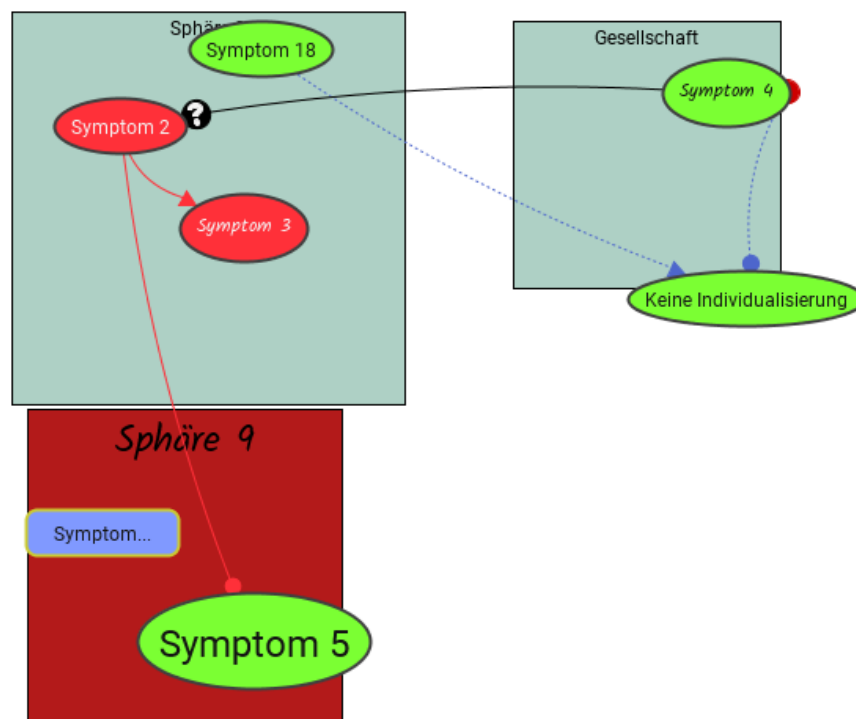 Symptom 18
Gesellschaft
Symptom 4
?
Symptom 2
Symptom 3
Keine Individualisierung
Sphäre 9
Symptom...
Symptom 5